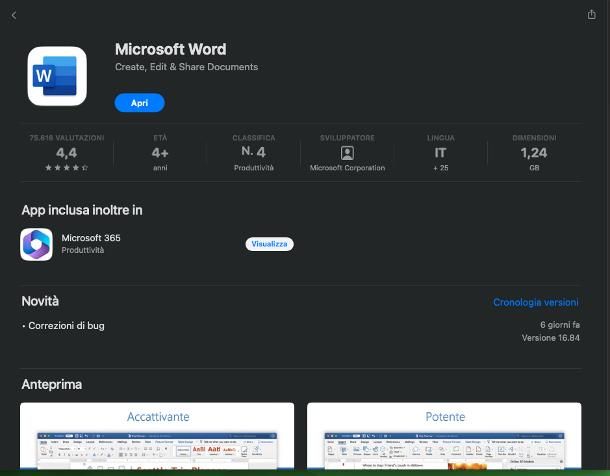 Microsoft Word
Create, Edit & Share Documents
W
Apri
75.618 VALUTAZIONI
4,4
ETÀ
4+
anni
CLASSIFICA
N. 4
Produttività
SVILUPPATORE
Microsoft Corporation
LINGUA
IT
+ 25
DIMENSIONI
1,24
GB
App inclusa inoltre in
Microsoft 365
Produttività
Visualizza
Novità
Cronologia versioni
• Correzioni di bug
6 giorni fa
Versione 16.84
Anteprima
Accattivante
Potente